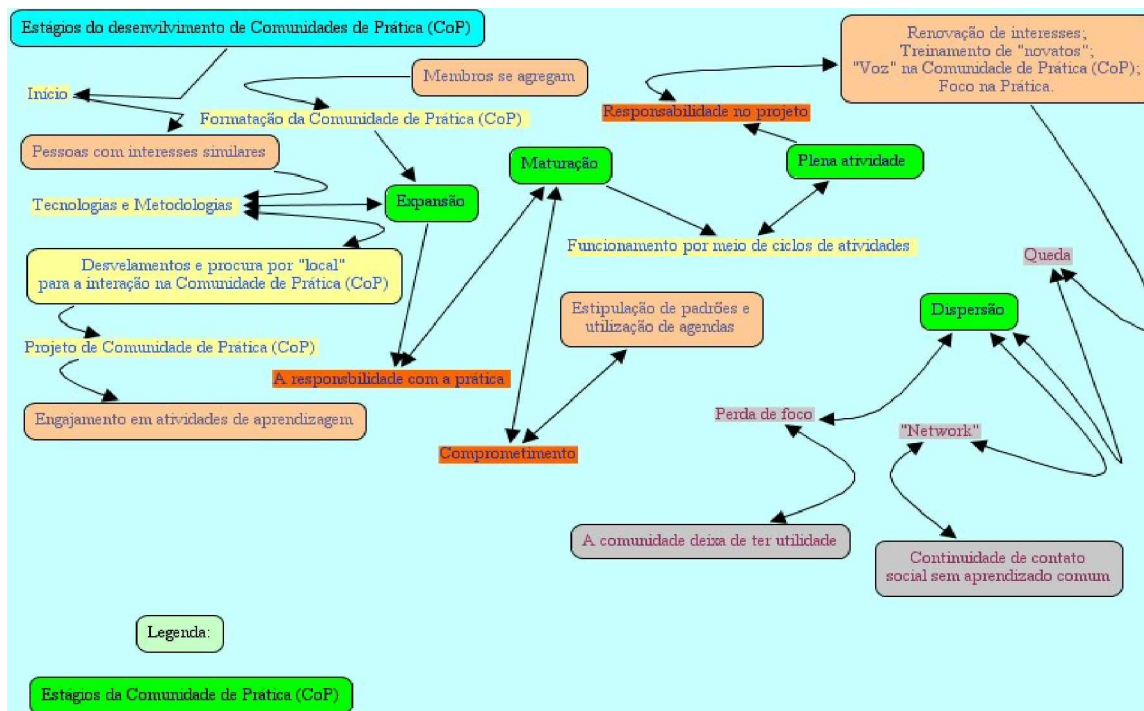 Estágios do desenvilvimento de Comunidades de Prática (CoP)
Início
Pessoas com interesses similares
Tecnologias e Metodologias
Desvelamentos e procura por "local"
para a interação na Comunidade de Prática (CoP)
Projeto de Comunidade de Prática (CoP)
Engajamento em atividades de aprendizagem
Membros se agregam
Formatação da Comunidade de Prática (CoP)
Expansão
A responsbilidade com a prática
Maturação
Comprometimento
Estipulação de padrões e
utilização de agendas
Funcionamento por meio de ciclos de atividades
Plena atividade
Responsabilidade no projeto
Renovação de interesses;
Treinamento de "novatos";
"Voz" na Comunidade de Prática (CoP);
Foco na Prática.
Queda
Dispersão
Perda de foco
"Network"
A comunidade deixa de ter utilidade
Continuidade de contato
social sem aprendizado comum
Legenda:
Estágios da Comunidade de Prática (CoP)